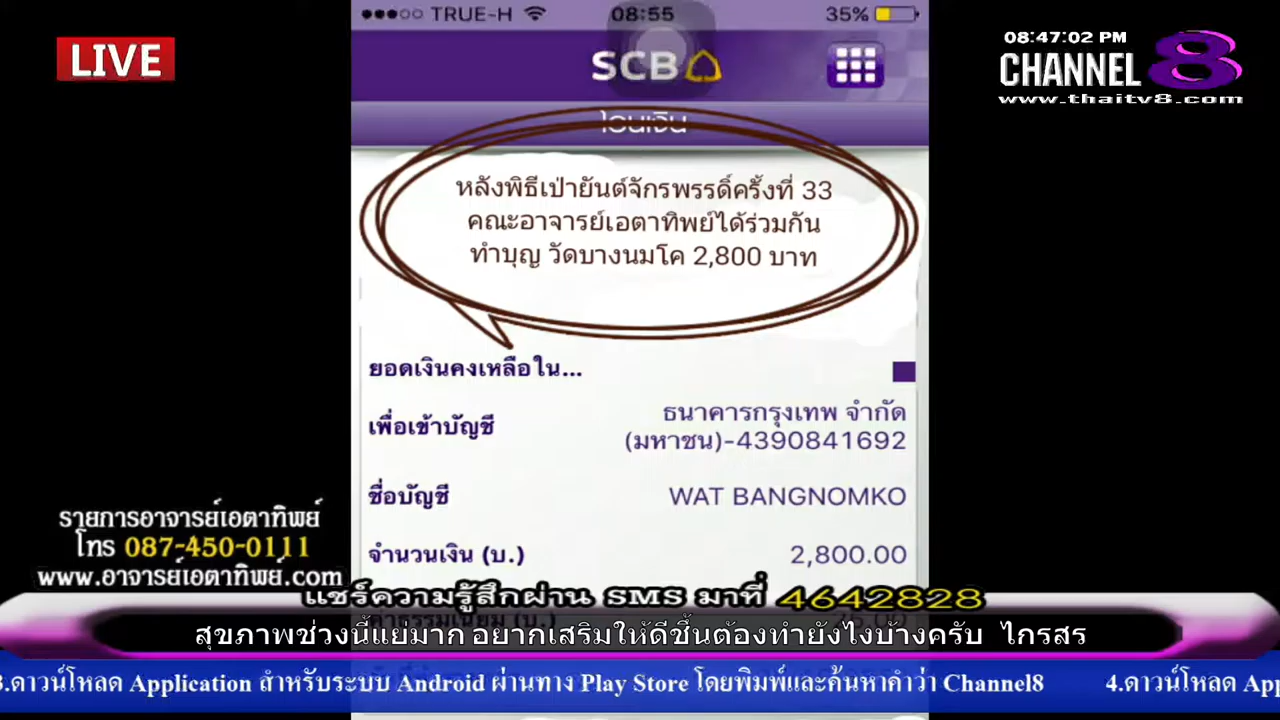 LIVE
TRUE-H
08:55
35%
SCB
08:47:02 PM
CHANNEL 8
www.thaitv8.com
โอนเงิน
หลังพิธีเป่ายันต์จักรพรรดิ์ครั้งที่ 33
คณะอาจารย์เอตาทิพย์ได้ร่วมกัน
ทำบุญ วัดบางนมโค 2,800 บาท
ยอดเงินคงเหลือใน...
เพื่อเข้าบัญชี
ธนาคารกรุงเทพ จำกัด
(มหาชน)-4390841692
ชื่อบัญชี
WAT BANGNOMKO
จำนวนเงิน (บ.)
2,800.00
รายการอาจารย์เอตาทิพย์
โทร 087-450-0111
www.อาจารย์เอตาทิพย์.com
แชร์ความรู้สึกผ่าน SMS มาที่ 4642828
สุขภาพช่วงนี้แย่มาก อยากเสริมให้ดีชึ้นต้องทำยังไงบ้างครับ ไกรสร
3.ดาวน์โหลด Application สำหรับระบบ Android ผ่านทาง Play Store โดยพิมพ์และค้นหาคำว่า Channel8 4.ดาวน์โหลด App